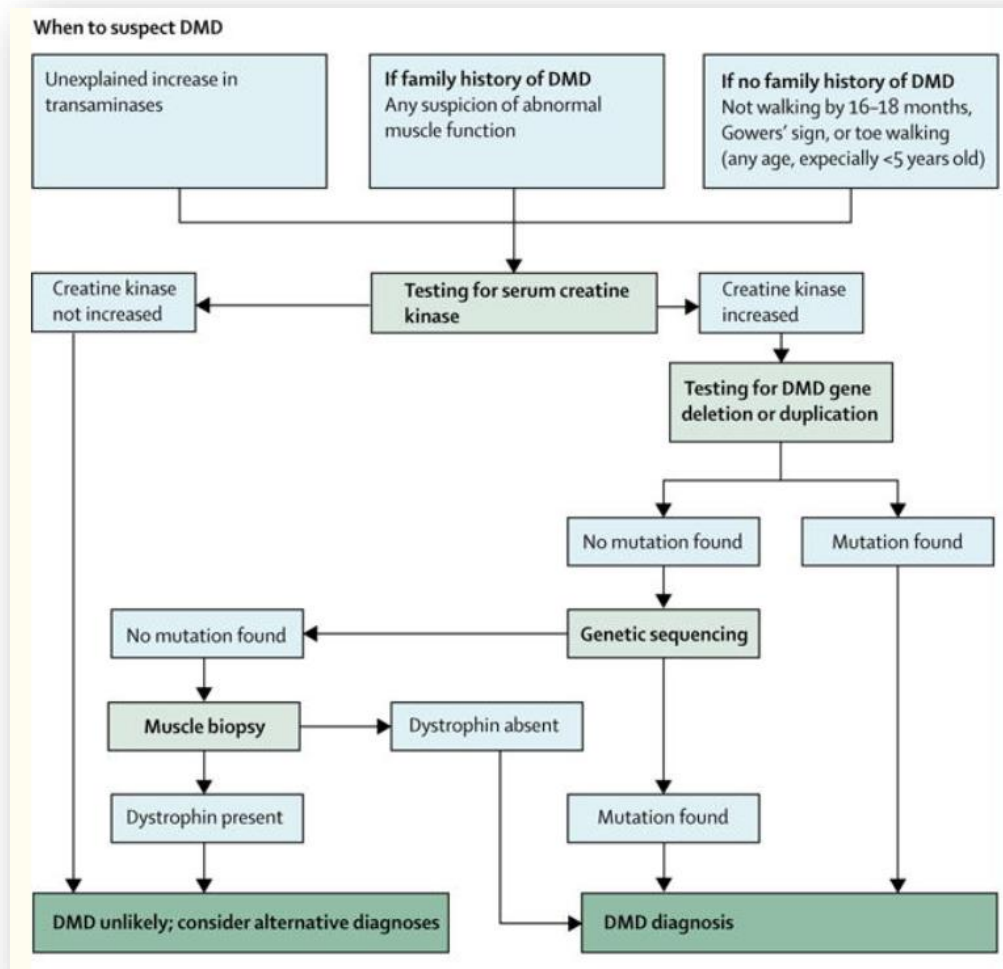 When to suspect DMD
Unexplained increase in
transaminases
If family history of DMD
Any suspicion of abnormal
muscle function
If no family history of DMD
Not walking by 16–18 months,
Gowers’ sign, or toe walking
(any age, expecially <5 years old)
Creatine kinase
not increased
Testing for serum creatine
kinase
Creatine kinase
increased
Testing for DMD gene
deletion or duplication
No mutation found
Mutation found
No mutation found
Genetic sequencing
Muscle biopsy
Dystrophin absent
Dystrophin present
Mutation found
DMD unlikely; consider alternative diagnoses
DMD diagnosis